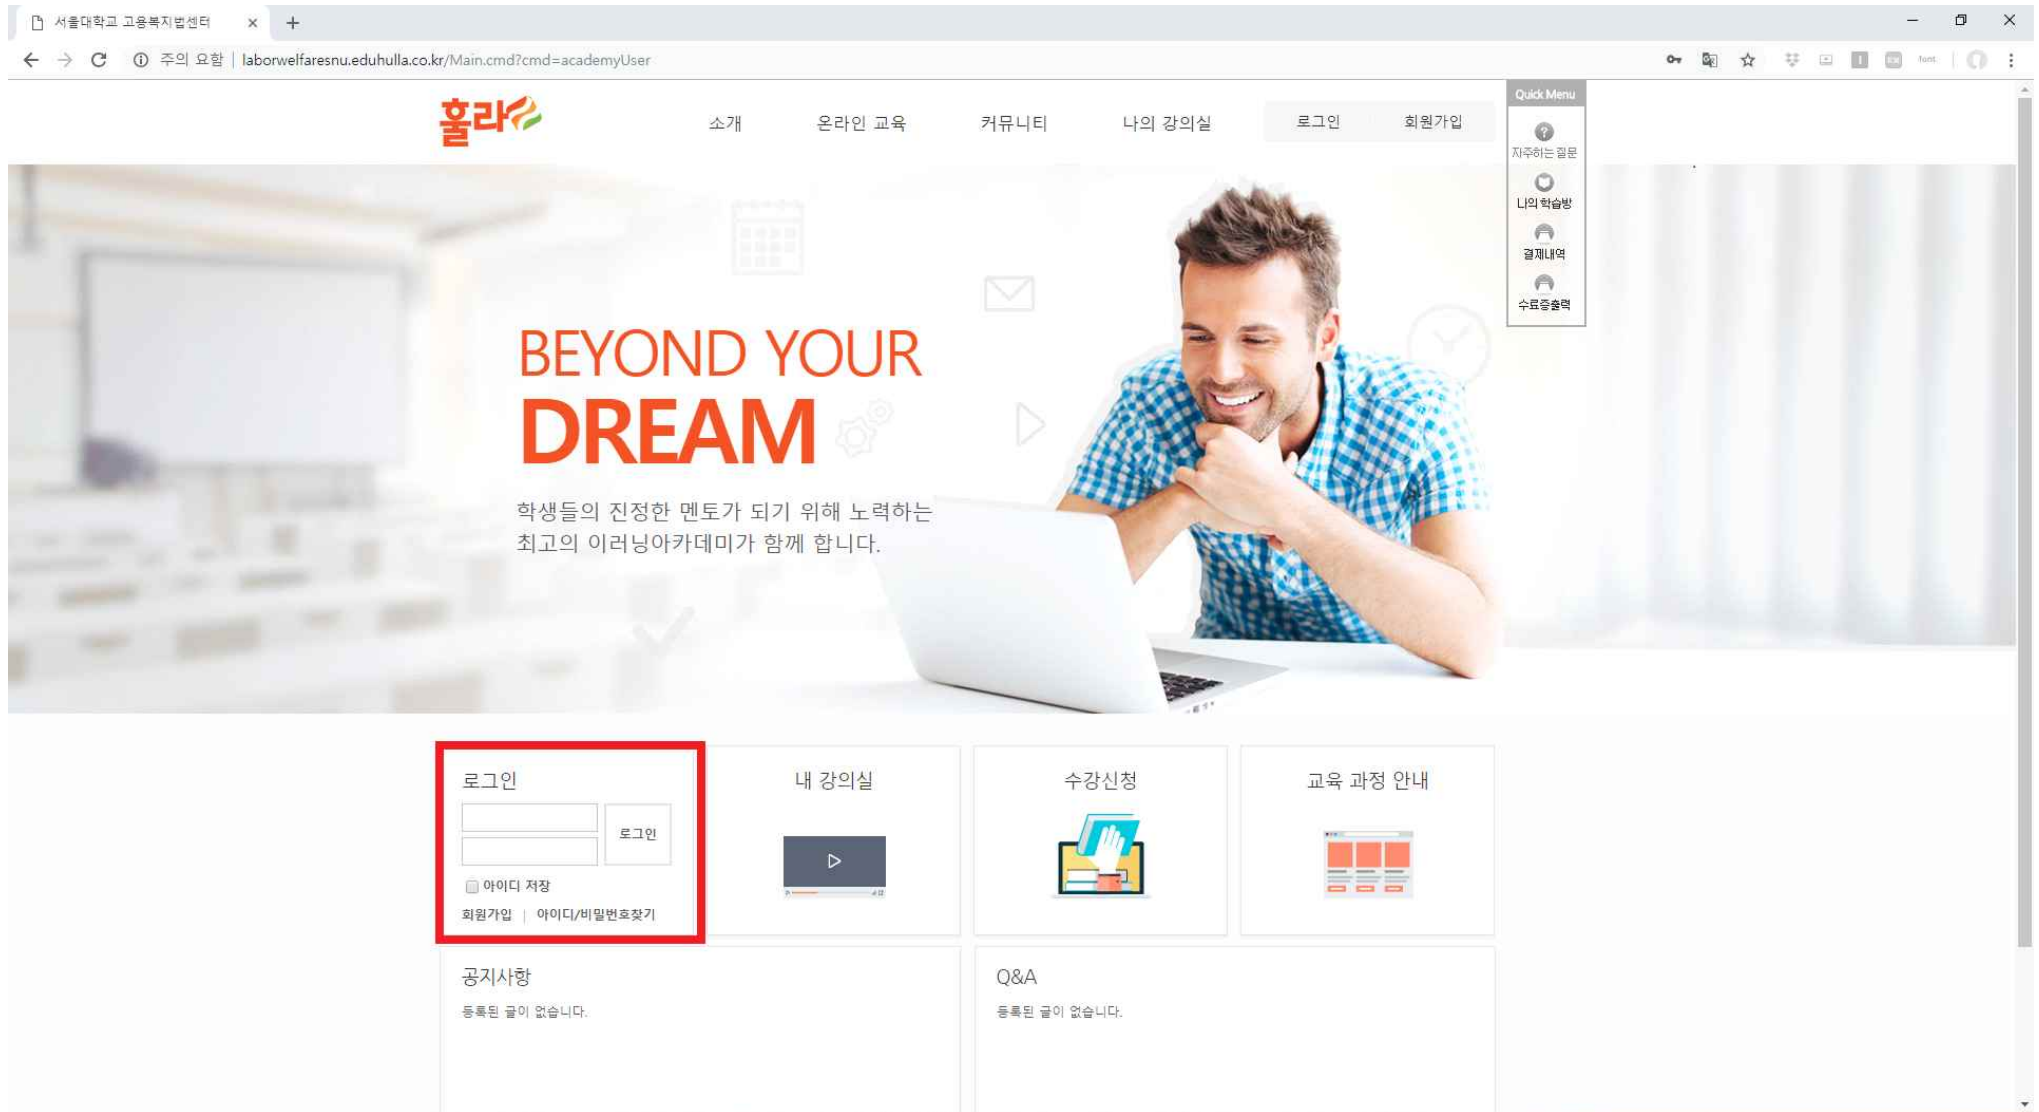 서울대학교 고용복지법센터
주의 요함 | laborwelfaresnu.eduhulla.co.kr/Main.cmd?cmd=academyUser
훌라
소개 온라인 교육 커뮤니티 나의 강의실 로그인 회원가입
Quick Menu
자주하는 질문
나의 학습방
결제내역
수료증출력
BEYOND YOUR
DREAM
학생들의 진정한 멘토가 되기 위해 노력하는
최고의 이러닝아카데미가 함께 합니다.
로그인
로그인
아이디 저장
회원가입 | 아이디/비밀번호찾기
내 강의실
수강신청
교육 과정 안내
공지사항
등록된 글이 없습니다.
Q&A
등록된 글이 없습니다.